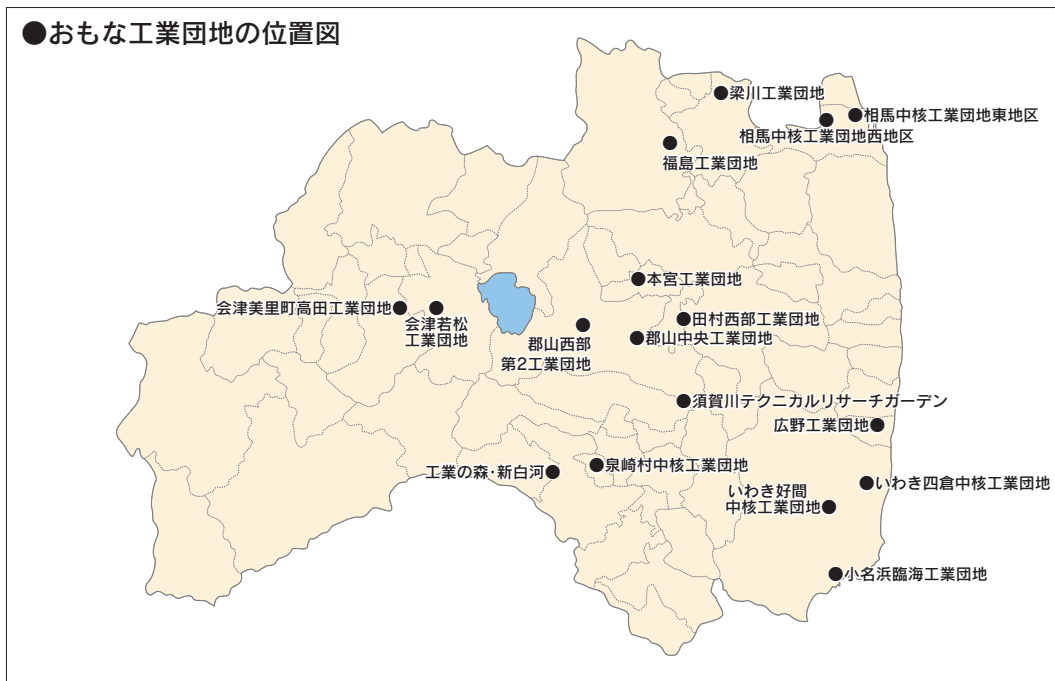 ●おもな工業団地の位置図
梁川工業団地
相馬中核工業団地東地区
相馬中核工業団地西地区
福島工業団地
本宮工業団地
会津美里町高田工業団地
会津若松
工業団地
田村西部工業団地
郡山西部
第2工業団地
郡山中央工業団地
須賀川テクニカルリサーチガーデン
広野工業団地
泉崎村中核工業団地
工業の森・新白河
いわき四倉中核工業団地
いわき好間
中核工業団地
小名浜臨海工業団地